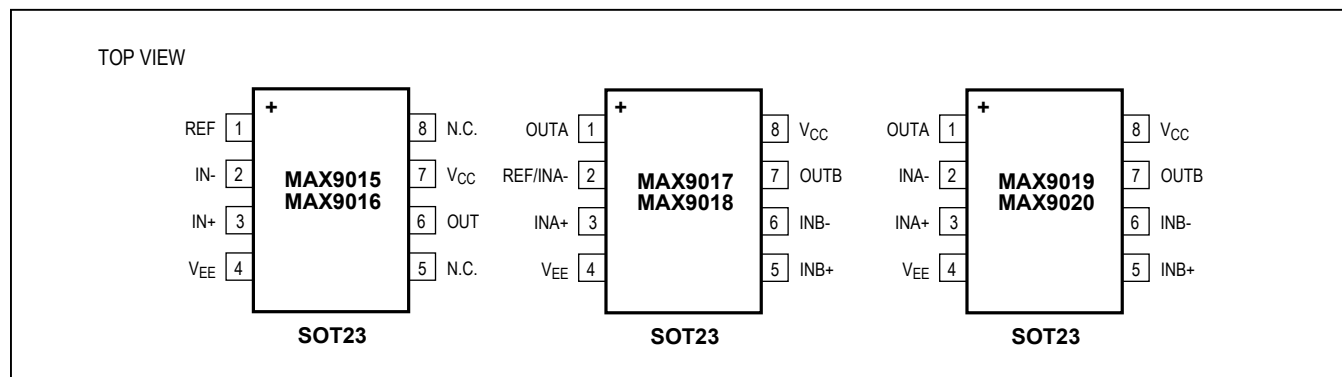 TOP VIEW
+
REF 1 8 N.C.
IN- 2 7 VCC
IN+ 3 6 OUT
VEE 4 5 N.C.
MAX9015
MAX9016
SOT23
+
OUTA 1 8 VCC
REF/INA- 2 7 OUTB
INA+ 3 6 INB-
VEE 4 5 INB+
MAX9017
MAX9018
SOT23
+
OUTA 1 8 VCC
INA- 2 7 OUTB
INA+ 3 6 INB-
VEE 4 5 INB+
MAX9019
MAX9020
SOT23